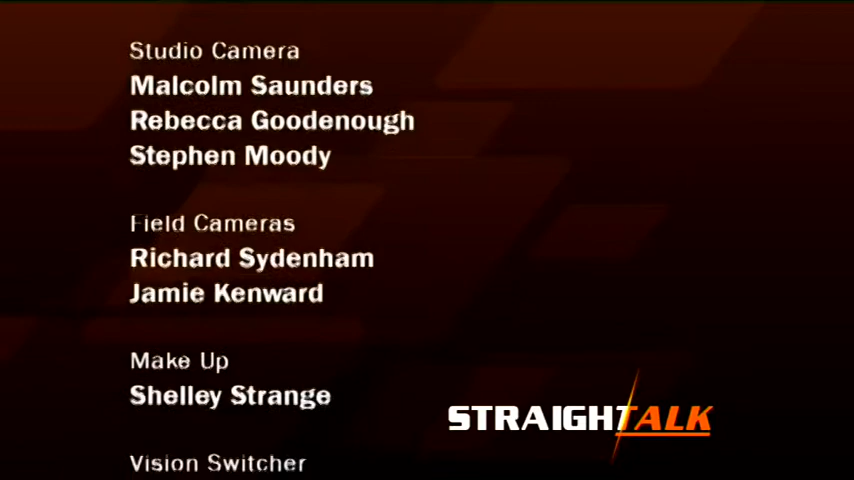 Studio Camera
Malcolm Saunders
Rebecca Goodenough
Stephen Moody
Field Cameras
Richard Sydenham
Jamie Kenward
Make Up
Shelley Strange
STRAIGHTALK
Vision Switcher